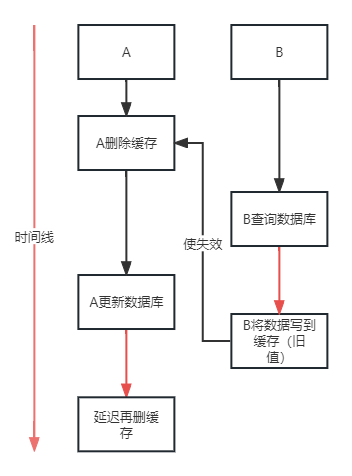 A
B
A删除缓存
B查询数据库
时间线
使失效
A更新数据库
B将数据写到
缓存（旧
值）
延迟再删缓
存